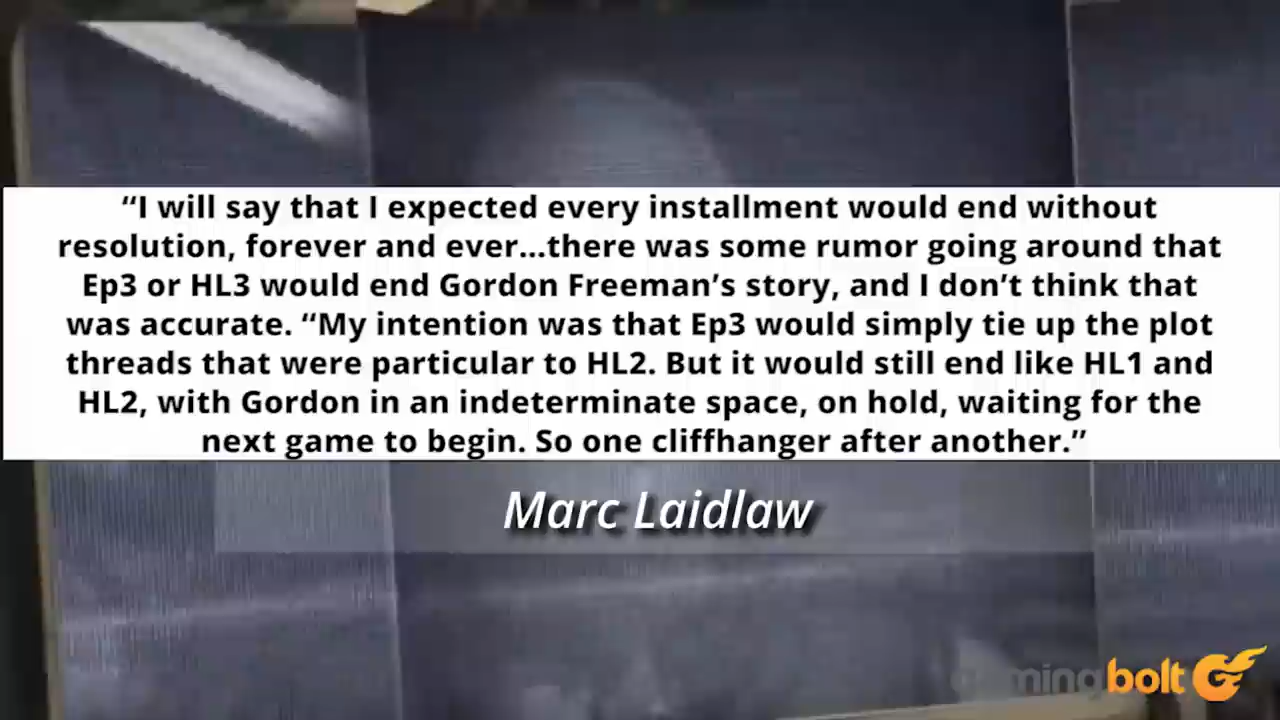 “I will say that I expected every installment would end without
resolution, forever and ever...there was some rumor going around that
Ep3 or HL3 would end Gordon Freeman’s story, and I don’t think that
was accurate. “My intention was that Ep3 would simply tie up the plot
threads that were particular to HL2. But it would still end like HL1 and
HL2, with Gordon in an indeterminate space, on hold, waiting for the
next game to begin. So one cliffhanger after another.”
Marc Laidlaw
gamingbolt